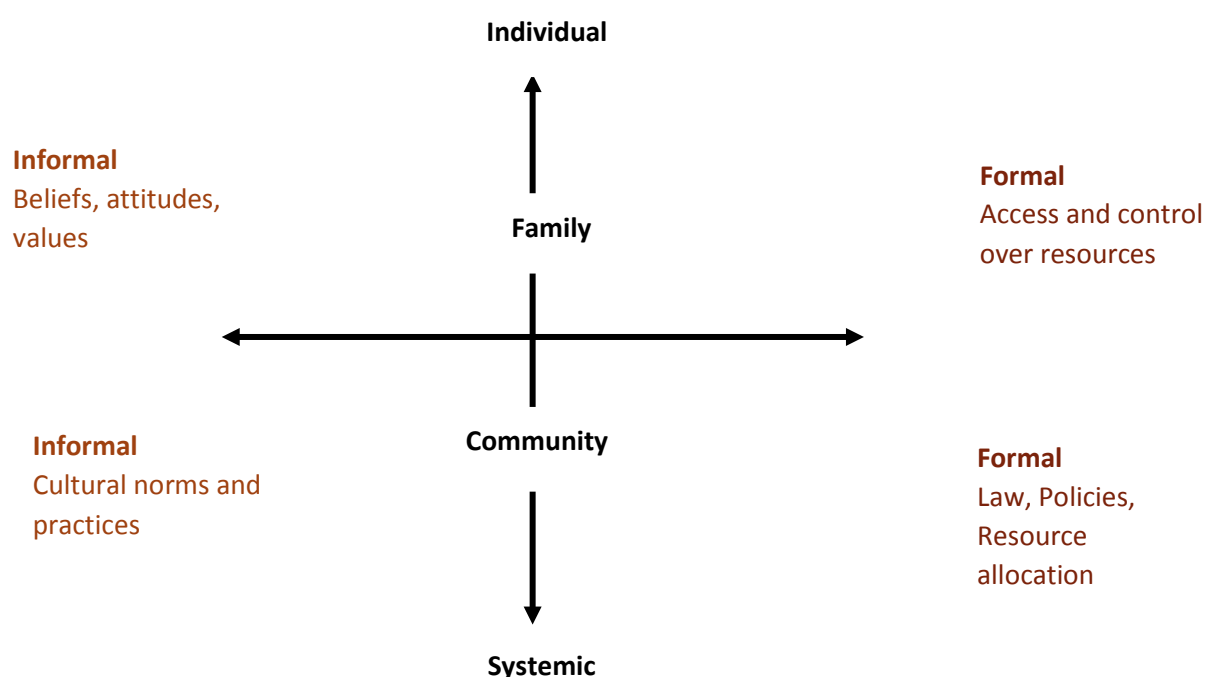 Individual
Informal
Beliefs, attitudes,
values
Formal
Access and control
over resources
Family
Informal
Cultural norms and
practices
Community
Formal
Law, Policies,
Resource
allocation
Systemic